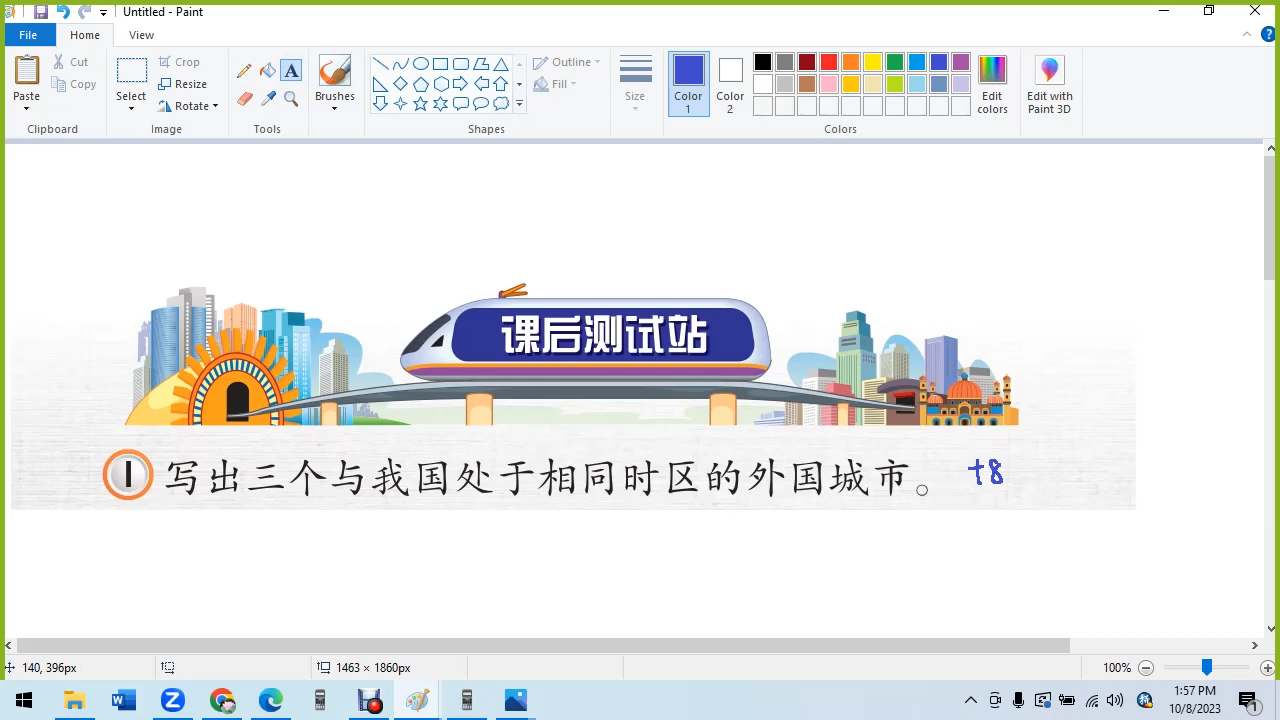 Untitled - Paint
File Home View
Paste Cut Copy Select Crop Resize Rotate A Brushes Outline Fill Size Color 1 Color 2 Edit colors Edit with Paint 3D
Clipboard Image Tools Shapes Colors
课后测试站
1 写出三个与我国处于相同时区的外国城市。 +8
140, 396px 1463 × 1860px 100%
1:57 PM
10/8/2023